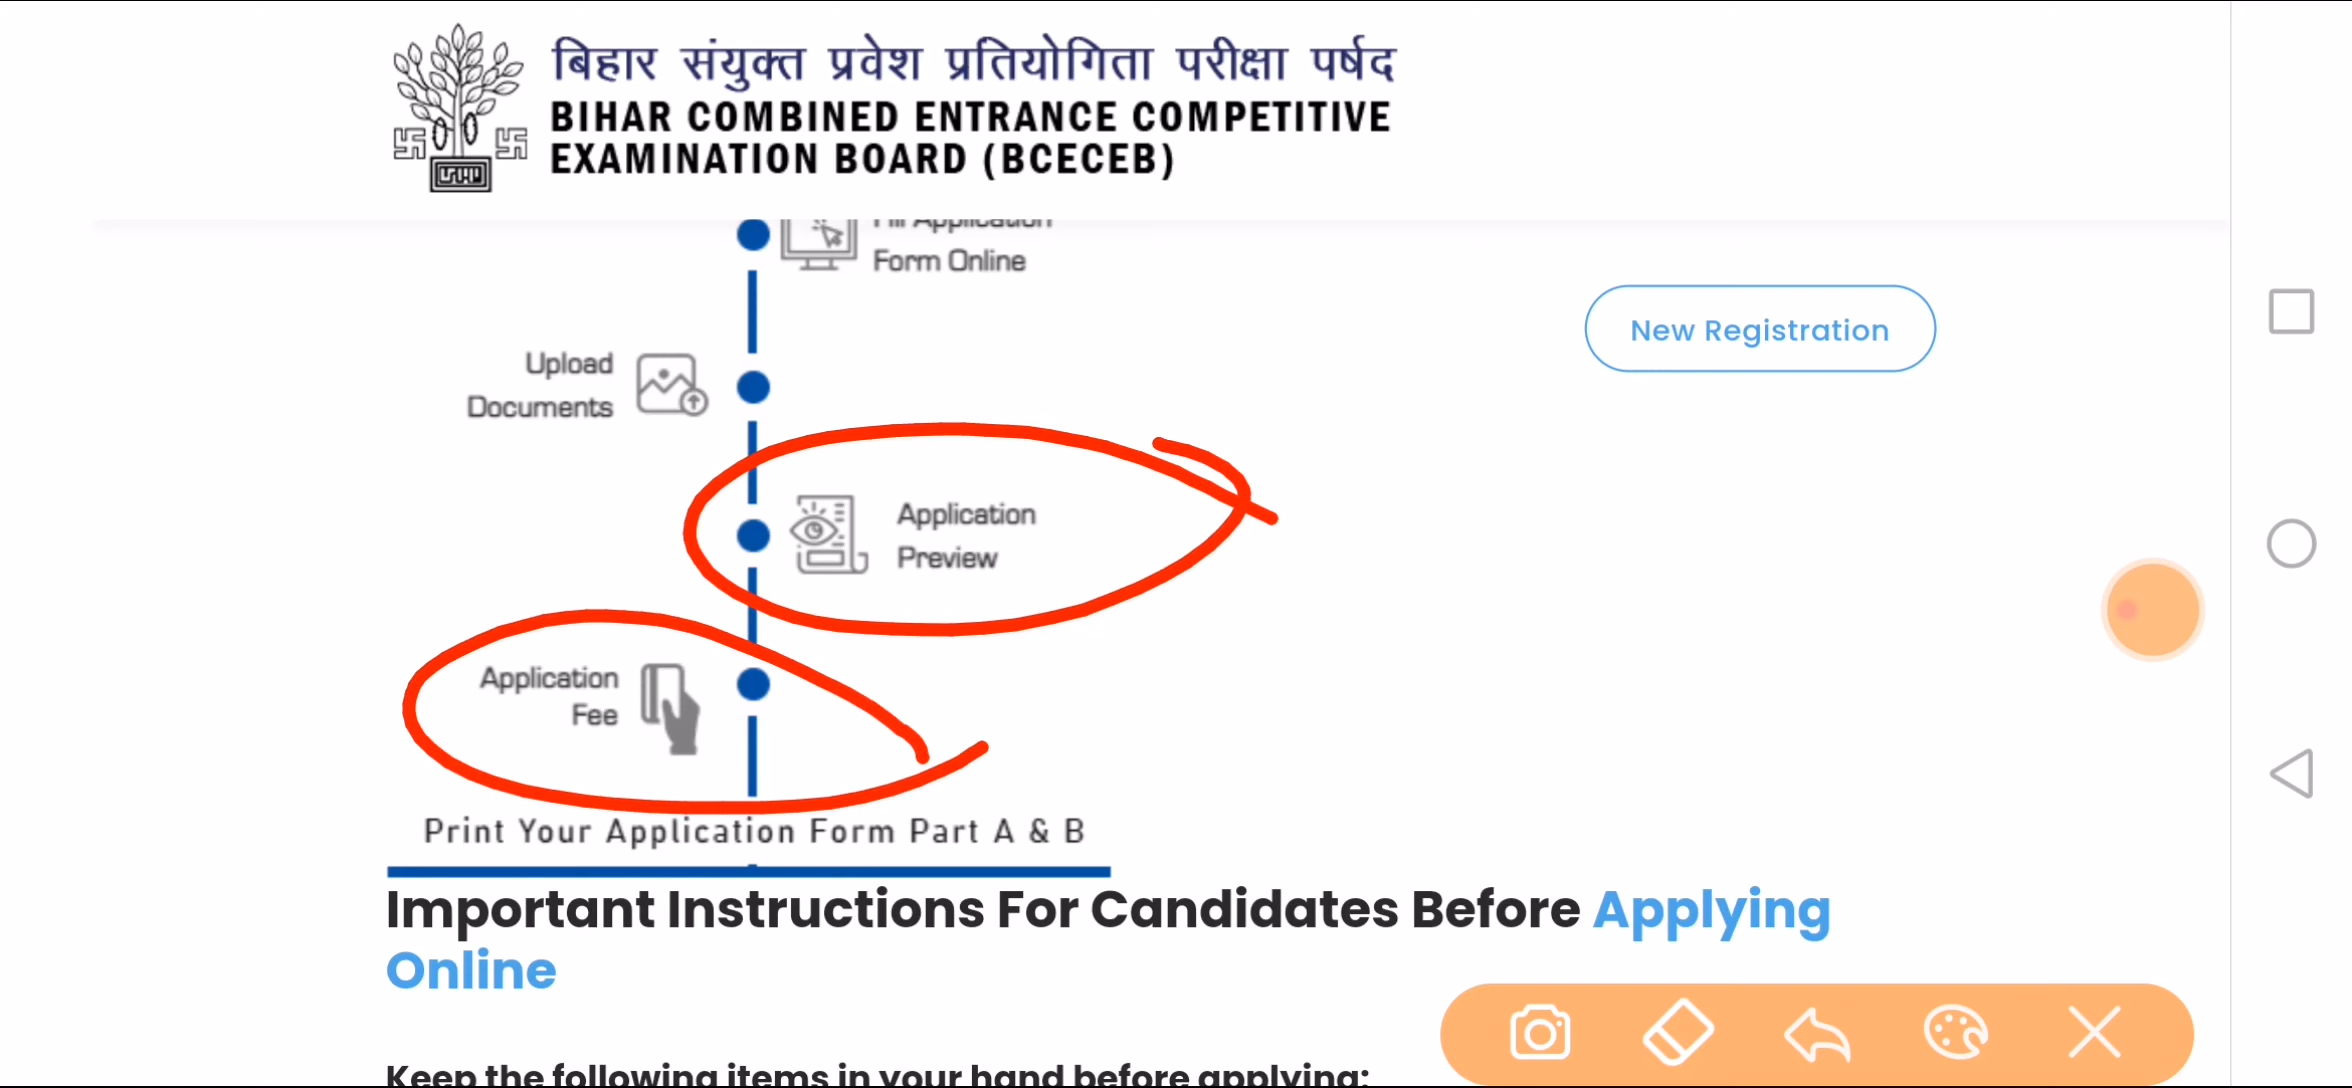 बिहार संयुक्त प्रवेश प्रतियोगिता परीक्षा पर्षद
BIHAR COMBINED ENTRANCE COMPETITIVE
EXAMINATION BOARD (BCECEB)
Fill Application
Form Online
New Registration
Upload
Documents
Application
Preview
Application
Fee
Print Your Application Form Part A & B
Important Instructions For Candidates Before Applying
Online
Keep the following items in your hand before applying: